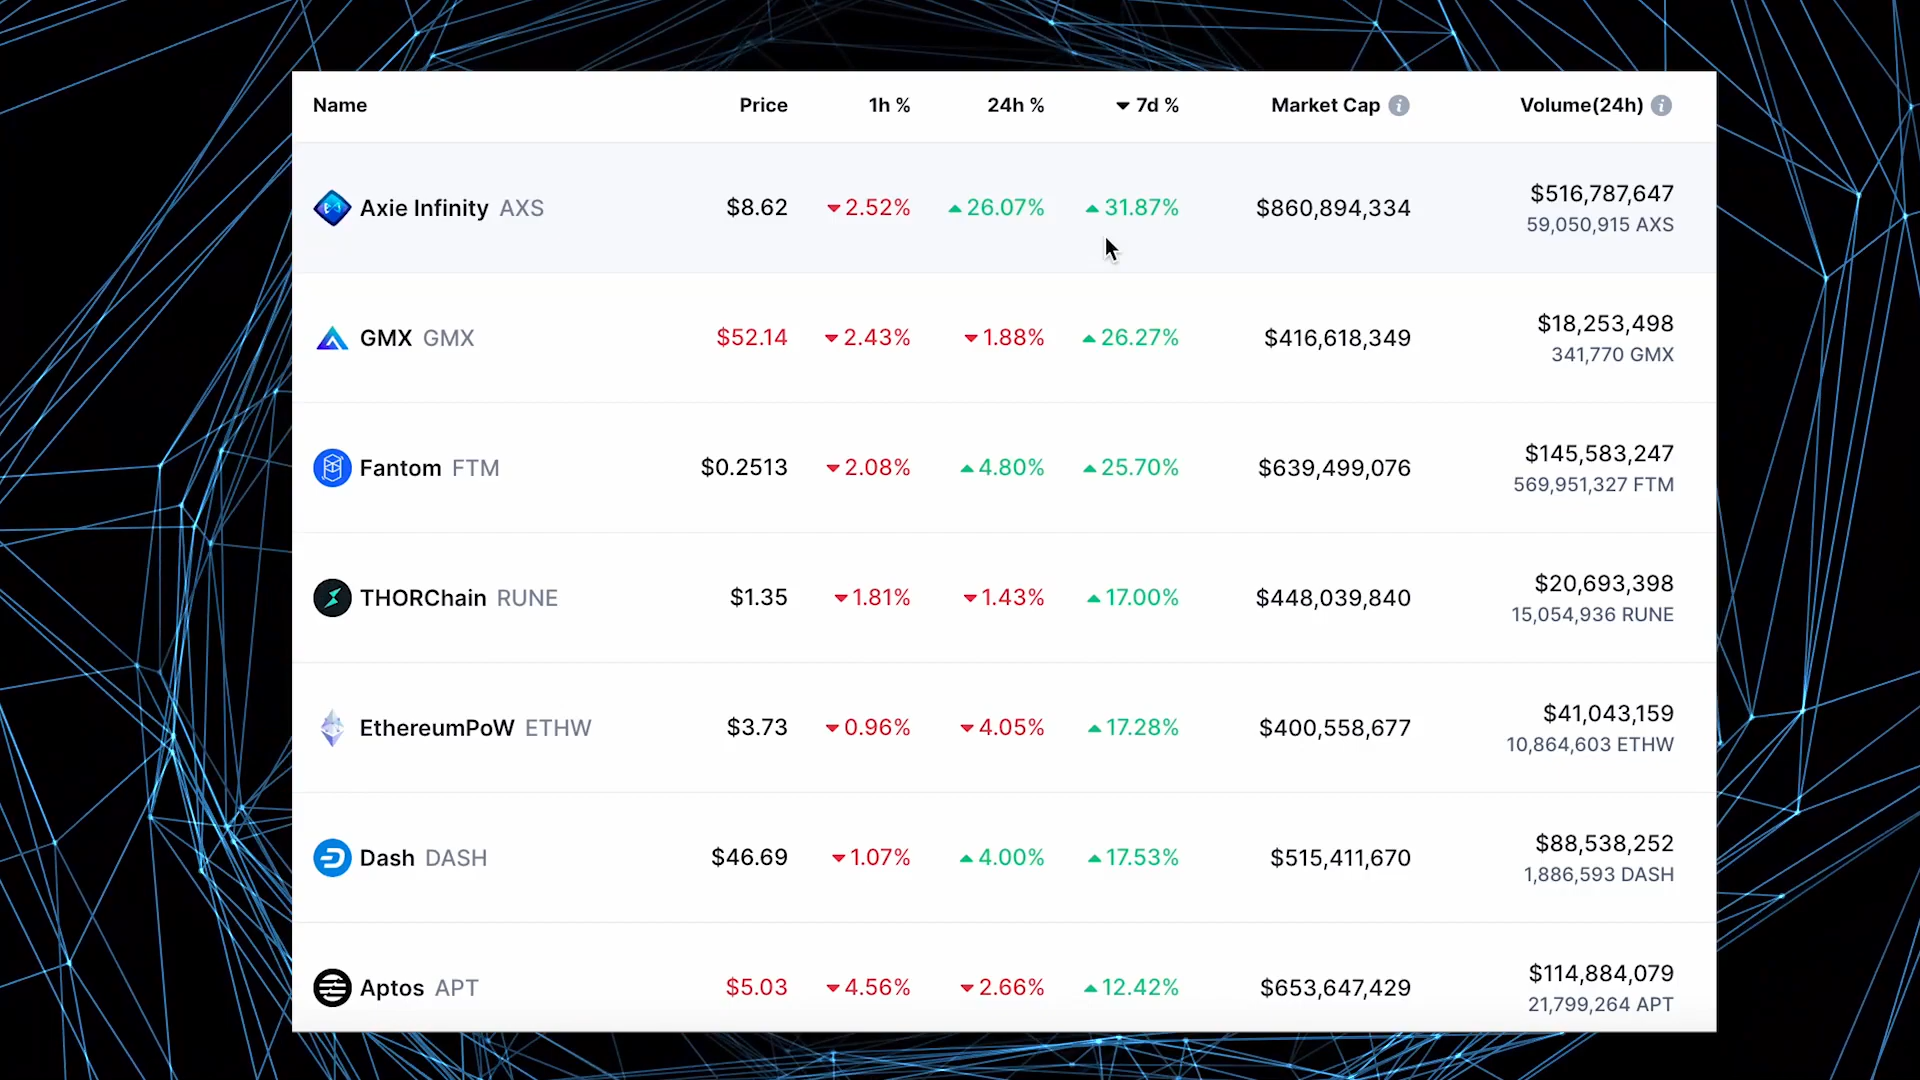 Name Price 1h % 24h % 7d % Market Cap Volume(24h)
Axie Infinity AXS $8.62 2.52% 26.07% 31.87% $860,894,334 $516,787,647
59,050,915 AXS
GMX GMX $52.14 2.43% 1.88% 26.27% $416,618,349 $18,253,498
341,770 GMX
Fantom FTM $0.2513 2.08% 4.80% 25.70% $639,499,076 $145,583,247
569,951,327 FTM
THORChain RUNE $1.35 1.81% 1.43% 17.00% $448,039,840 $20,693,398
15,054,936 RUNE
EthereumPoW ETHW $3.73 0.96% 4.05% 17.28% $400,558,677 $41,043,159
10,864,603 ETHW
Dash DASH $46.69 1.07% 4.00% 17.53% $515,411,670 $88,538,252
1,886,593 DASH
Aptos APT $5.03 4.56% 2.66% 12.42% $653,647,429 $114,884,079
21,799,264 APT